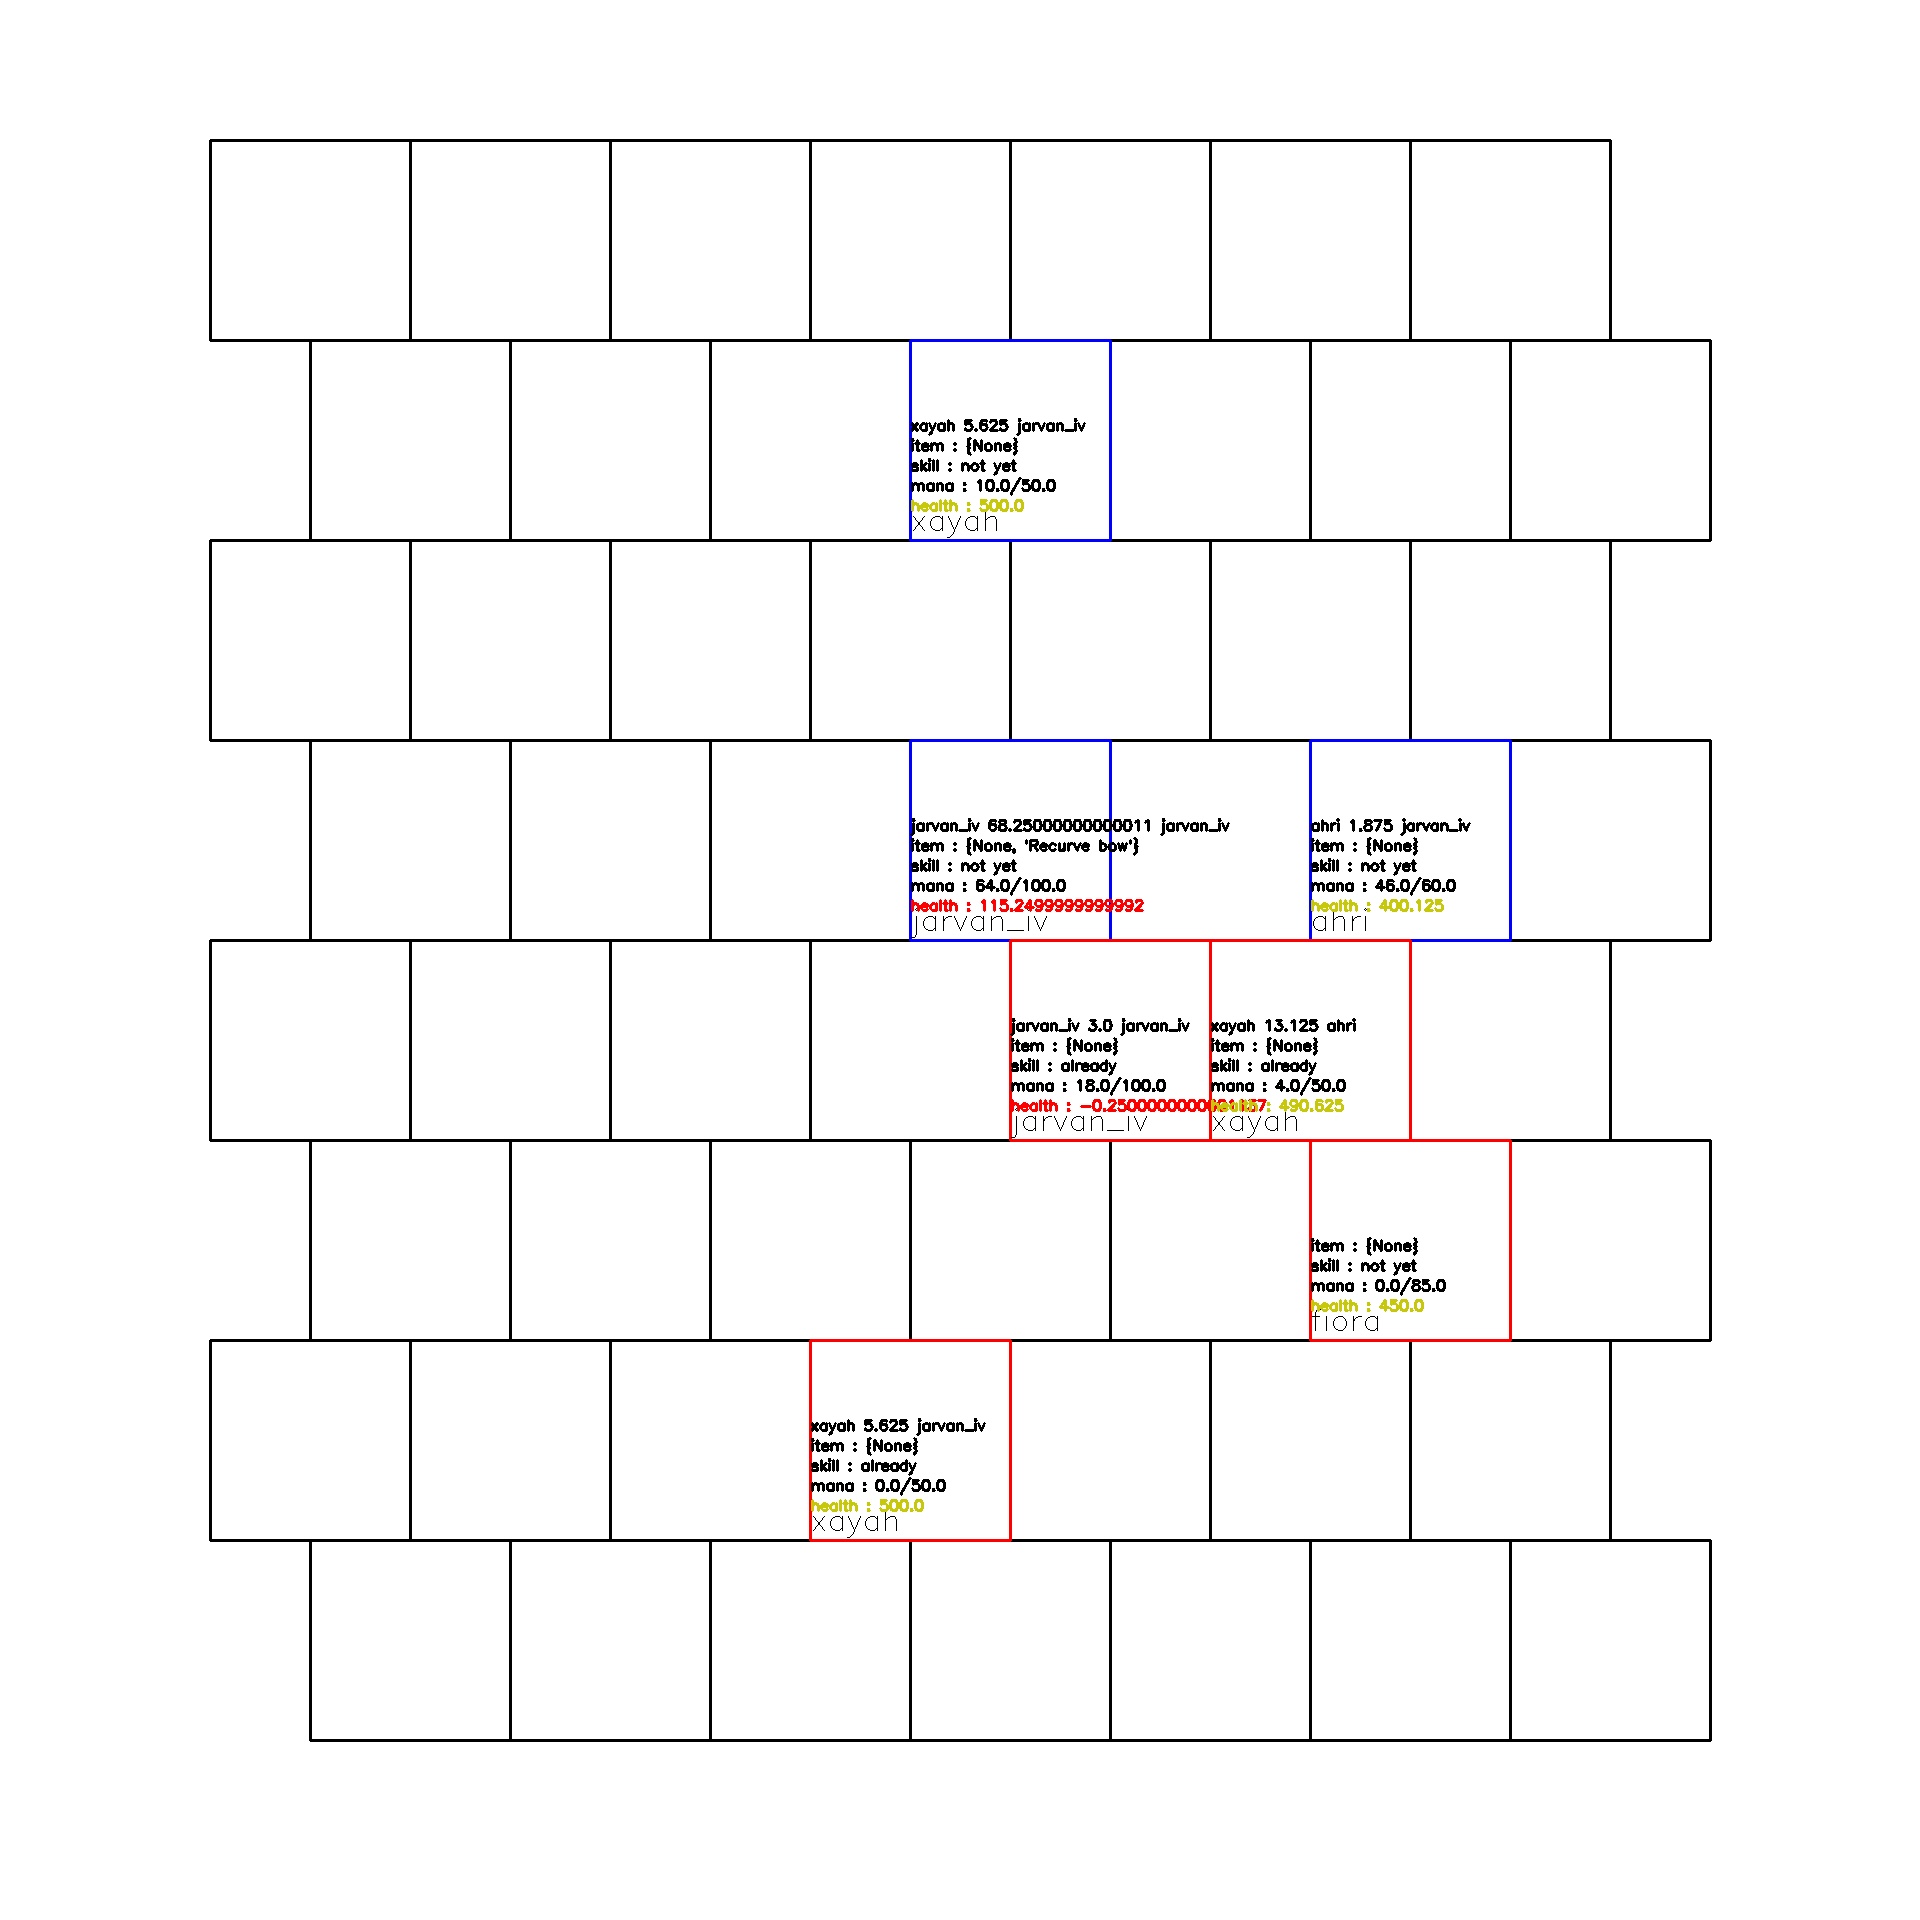 xayah 5.625 jarvan_iv
item : {None}
skill : not yet
mana : 10.0/50.0
health : 500.0
xayah
jarvan_iv 68.25000000000011 jarvan_iv
item : {None, 'Recurve bow'}
skill : not yet
mana : 64.0/100.0
health : 115.2499999999992
jarvan_iv
ahri 1.875 jarvan_iv
item : {None}
skill : not yet
mana : 46.0/60.0
health : 400.125
ahri
jarvan_iv 3.0 jarvan_iv
item : {None}
skill : already
mana : 18.0/100.0
health :
jarvan_iv
xayah 13.125 ahri
item : {None}
skill : already
mana : 4.0/50.0
health : 490.625
xayah
item : {None}
skill : not yet
mana : 0.0/85.0
health : 450.0
fiora
xayah 5.625 jarvan_iv
item : {None}
skill : already
mana : 0.0/50.0
health : 500.0
xayah